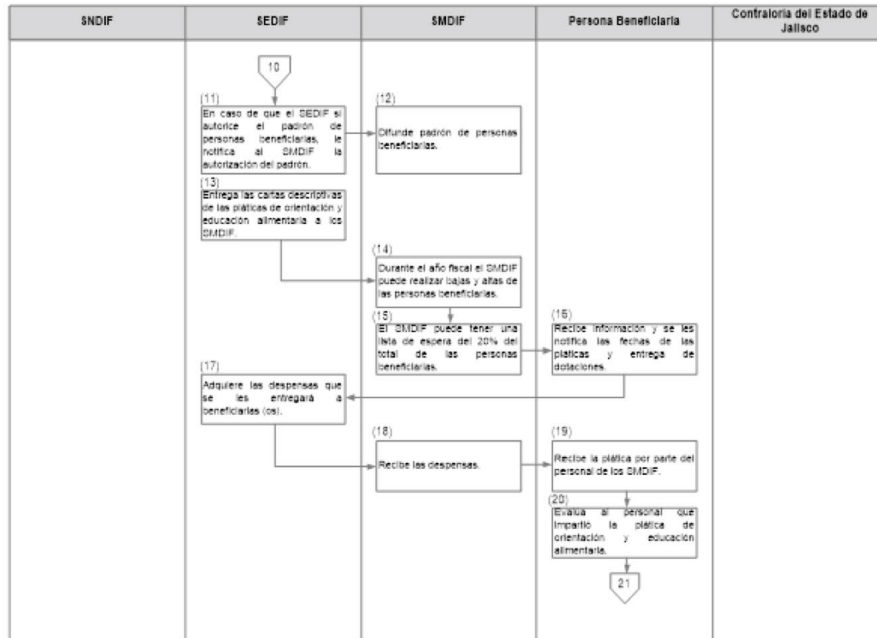 SNDIF
SEDIF
SMDIF
Persona Beneficiaria
Contraloria del Estado de
Jalisco
10
(11)
En caso de que el SEDIF si
autorice el padrón de
personas beneficiarias, le
notifica al SMDIF la
autorización del padrón.
(12)
Difunde padrón de personas
beneficiarias.
(13)
Entrega las cartas descriptivas
de las pláticas de orientación y
educación alimentaria a los
SMDIF.
(14)
Durante el año fiscal el SMDIF
puede realizar bajas y altas de
las personas beneficiarias.
(15)
El SMDIF puede tener una
lista de espera del 20% del
total de las personas
beneficiarias.
(16)
Recibe información y se les
notifica las fechas de las
pláticas y entrega de
dotaciones.
(17)
Adquiere las despensas que
se les entregará a
beneficiarias (os).
(18)
Recibe las despensas.
(19)
Recibe la plática por parte del
personal de los SMDIF.
(20)
Evalua al personal que
impartió la plática de
orientación y educación
alimentaria.
21